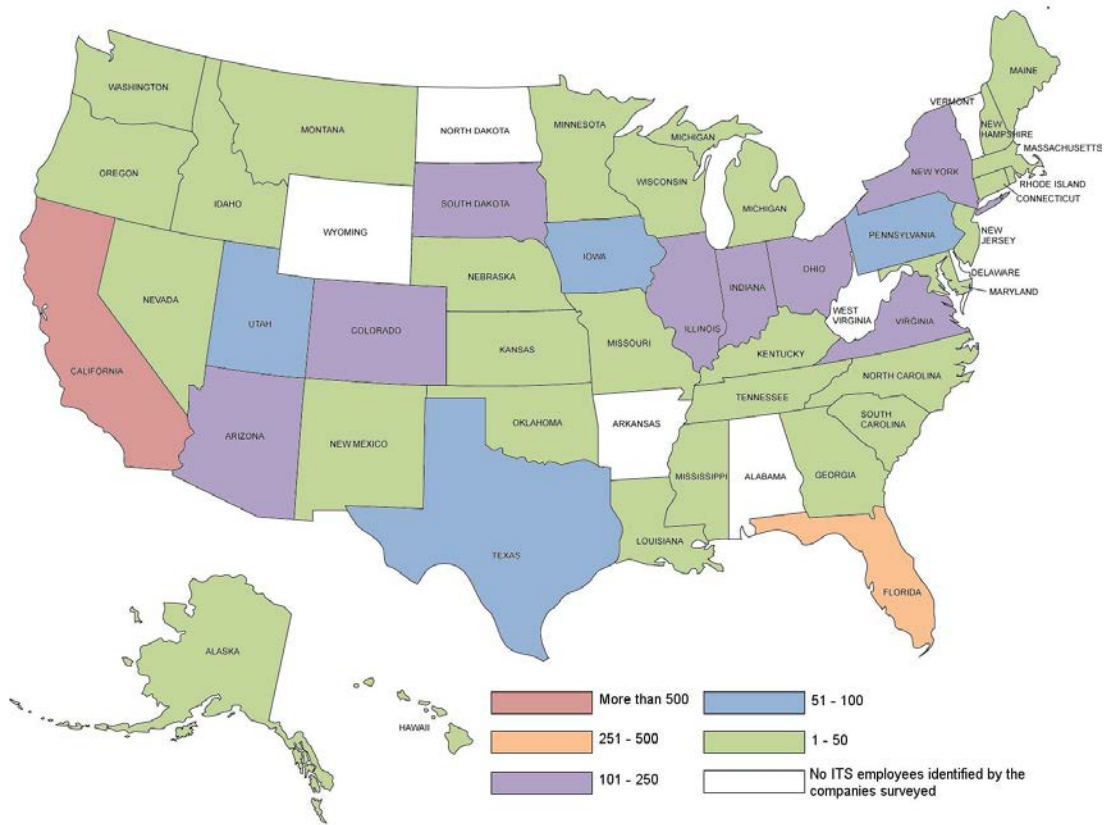 WASHINGTON
MONTANA
NORTH DAKOTA
MINNESOTA
MICHIGAN
VERMONT
MAINE
NEW
HAMPSHIRE
MASSACHUSETTS
OREGON
IDAHO
WYOMING
SOUTH DAKOTA
WISCONSIN
MICHIGAN
NEW YORK
RHODE ISLAND
CONNECTICUT
NEVADA
UTAH
COLORADO
NEBRASKA
IOWA
ILLINOIS
INDIANA
OHIO
PENNSYLVANIA
NEW
JERSEY
DELAWARE
MARYLAND
WEST
VIRGINIA
VIRGINIA
CALIFORNIA
KANSAS
MISSOURI
KENTUCKY
NORTH CAROLINA
TENNESSEE
SOUTH
CAROLINA
ARIZONA
NEW MEXICO
OKLAHOMA
ARKANSAS
MISSISSIPPI
ALABAMA
GEORGIA
TEXAS
LOUISIANA
FLORIDA
ALASKA
HAWAII
More than 500
251 - 500
101 - 250
51 - 100
1 - 50
No ITS employees identified by the
companies surveyed